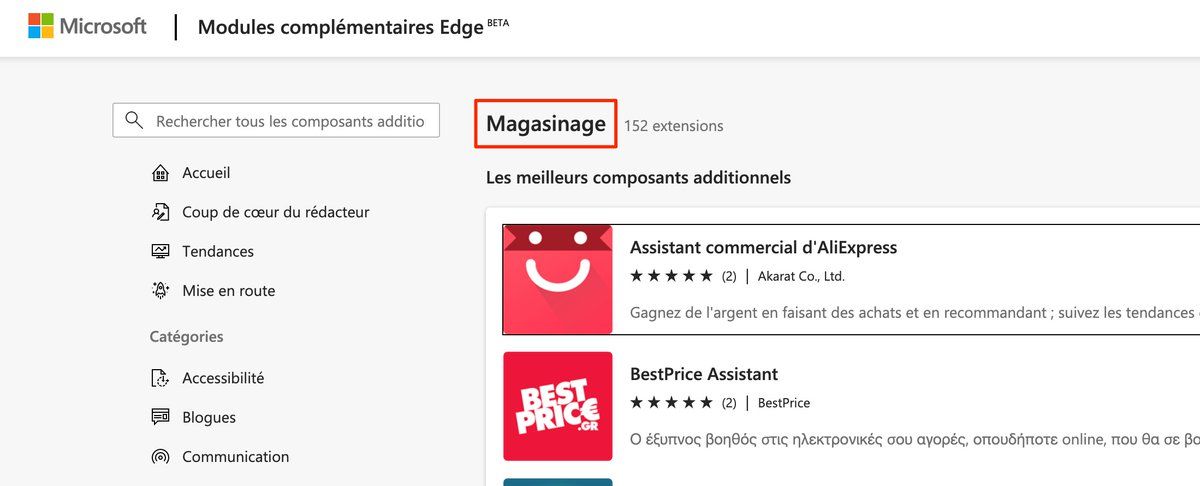 Microsoft
Modules complémentaires Edge BETA
Rechercher tous les composants additio
Accueil
Coup de cœur du rédacteur
Tendances
Mise en route
Catégories
Accessibilité
Blogues
Communication
Magasinage 152 extensions
Les meilleurs composants additionnels
Assistant commercial d'AliExpress
★★★★★ (2) | Akarat Co., Ltd.
Gagnez de l'argent en faisant des achats et en recommandant ; suivez les tendances
BEST
PRICE
.GR
BestPrice Assistant
★★★★★ (2) | BestPrice
Ο έξυπνος βοηθός στις ηλεκτρονικές σου αγορές, οπουδήποτε online, που θα σε βο